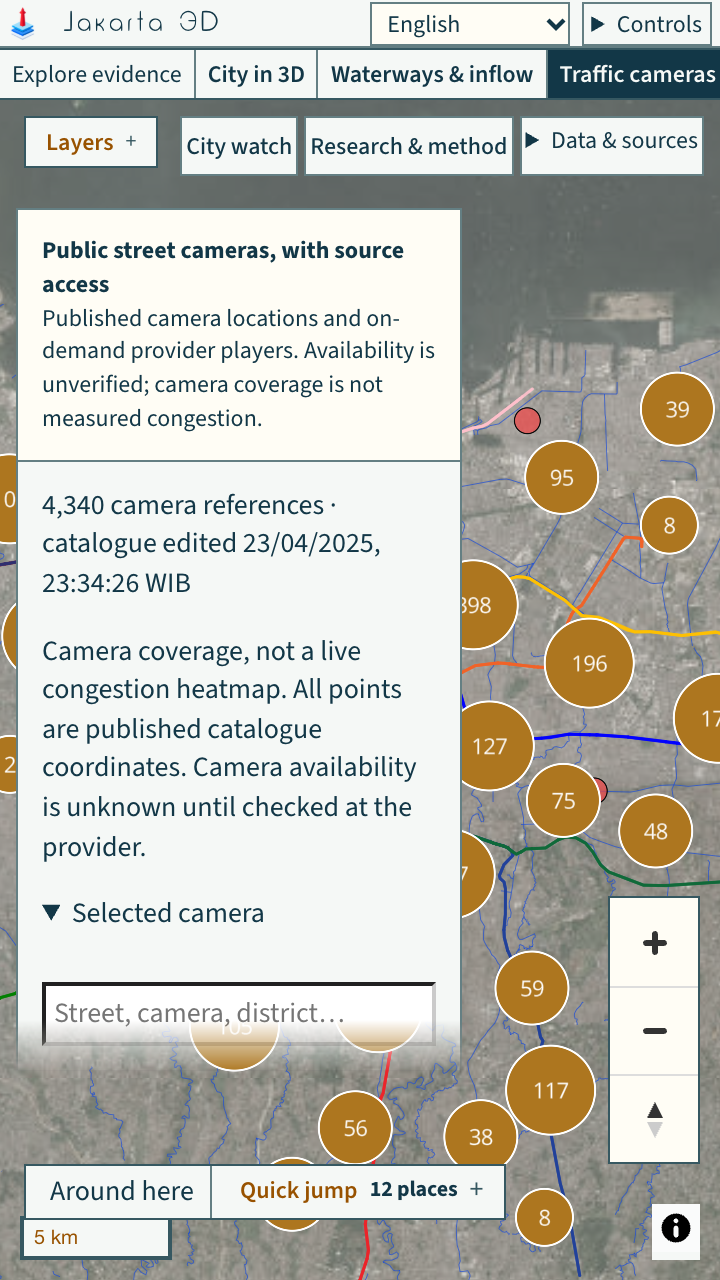 Jakarta 3D
English
Controls
Explore evidence
City in 3D
Waterways & inflow
Traffic cameras
Layers +
City watch
Research & method
Data & sources
Public street cameras, with source
access
Published camera locations and on-
demand provider players. Availability is
unverified; camera coverage is not
measured congestion.
4,340 camera references ·
catalogue edited 23/04/2025,
23:34:26 WIB
Camera coverage, not a live
congestion heatmap. All points
are published catalogue
coordinates. Camera availability
is unknown until checked at the
provider.
Selected camera
Street, camera, district…
39
95
8
398
196
127
75
48
59
105
117
56
38
8
Around here
Quick jump 12 places +
5 km